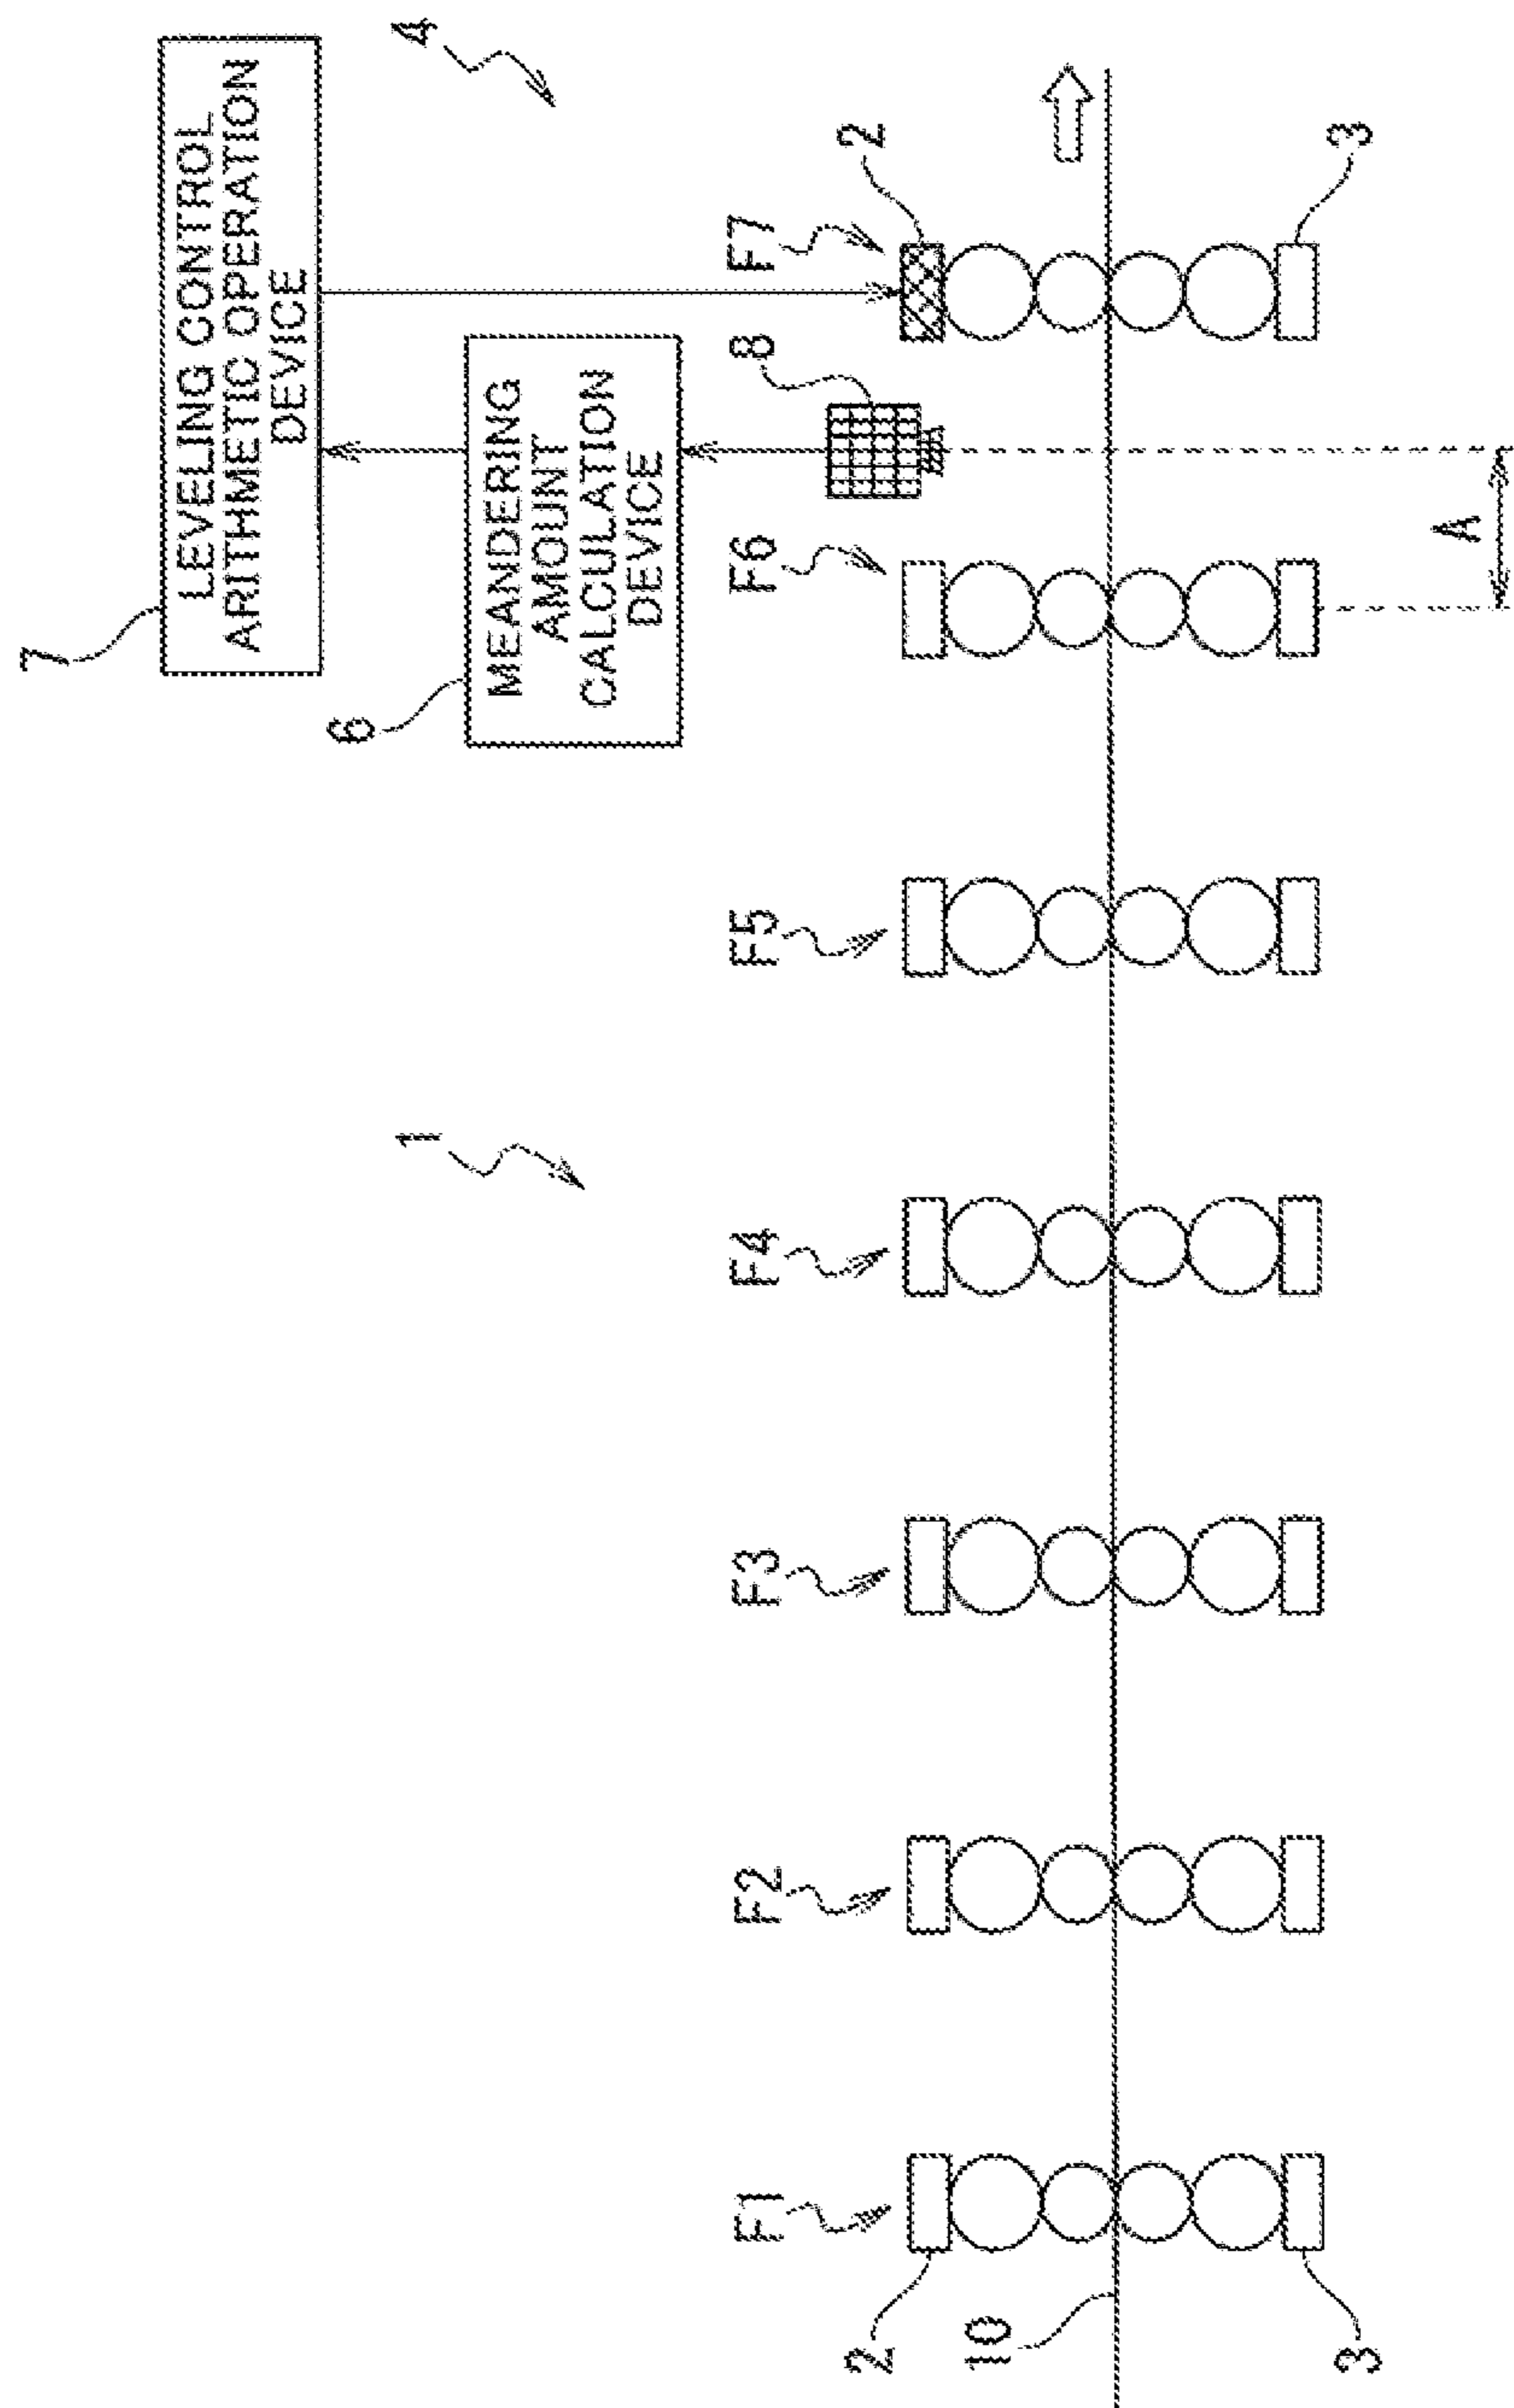 7
LEVELING CONTROL
ARITHMETIC OPERATION
DEVICE
4
6
MEANDERING
AMOUNT
CALCULATION
DEVICE
1
8
2
F1
F2
F3
F4
F5
F6
F7
2
10
3
A
3